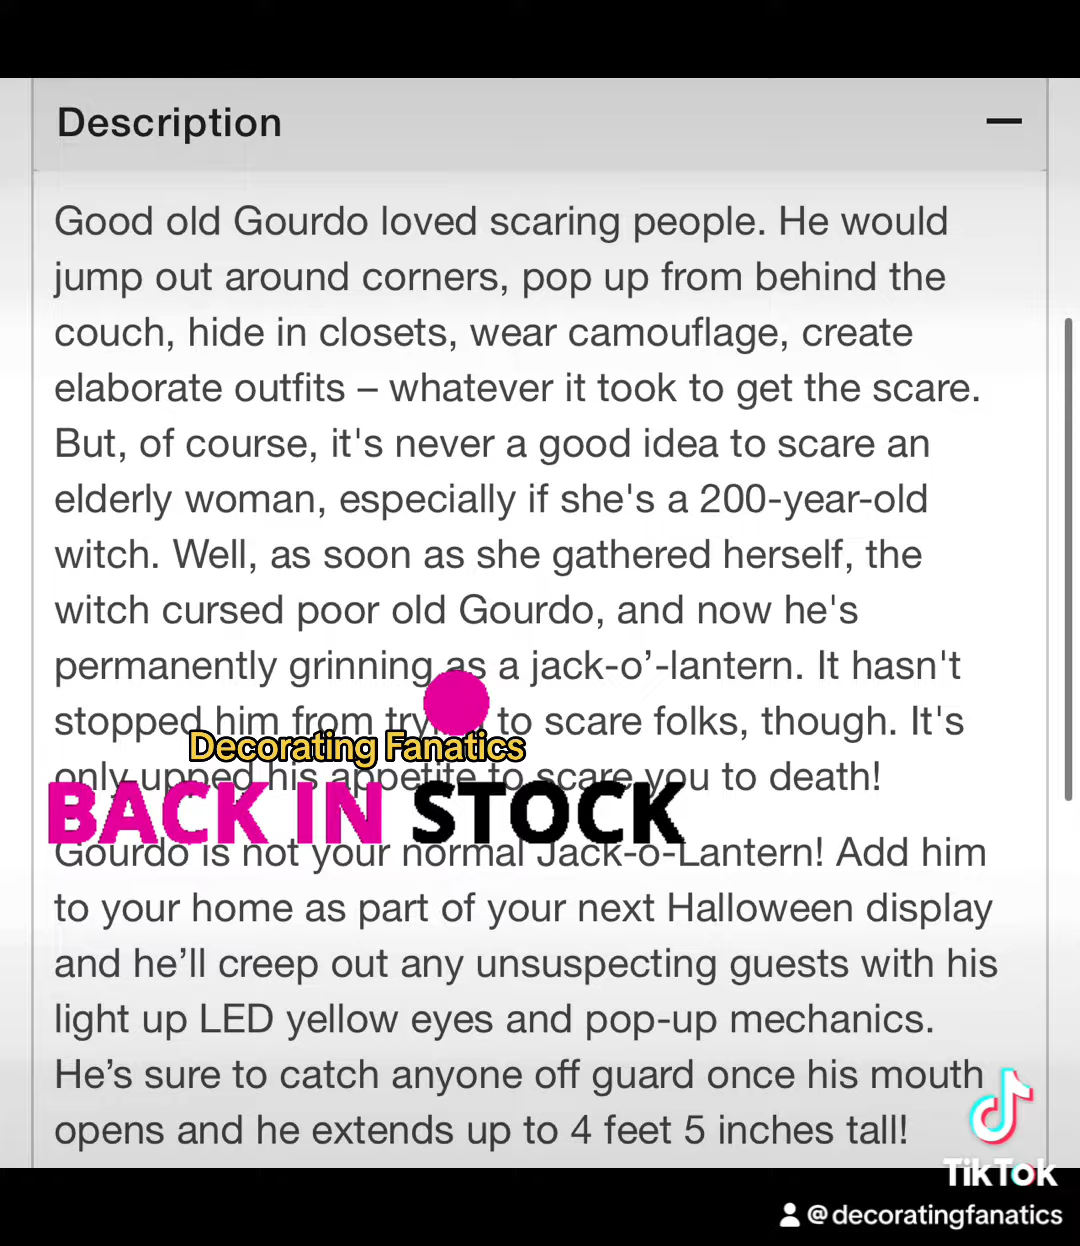 Description
Good old Gourdo loved scaring people. He would
jump out around corners, pop up from behind the
couch, hide in closets, wear camouflage, create
elaborate outfits – whatever it took to get the scare.
But, of course, it's never a good idea to scare an
elderly woman, especially if she's a 200-year-old
witch. Well, as soon as she gathered herself, the
witch cursed poor old Gourdo, and now he's
permanently grinning as a jack-o’-lantern. It hasn't
stopped him from trying to scare folks, though. It's
Decorating Fanatics
only upped his appetite to scare you to death!
BACK IN STOCK
Gourdo is not your normal Jack-o-Lantern! Add him
to your home as part of your next Halloween display
and he’ll creep out any unsuspecting guests with his
light up LED yellow eyes and pop-up mechanics.
He’s sure to catch anyone off guard once his mouth
opens and he extends up to 4 feet 5 inches tall!
TikTok
@decoratingfanatics